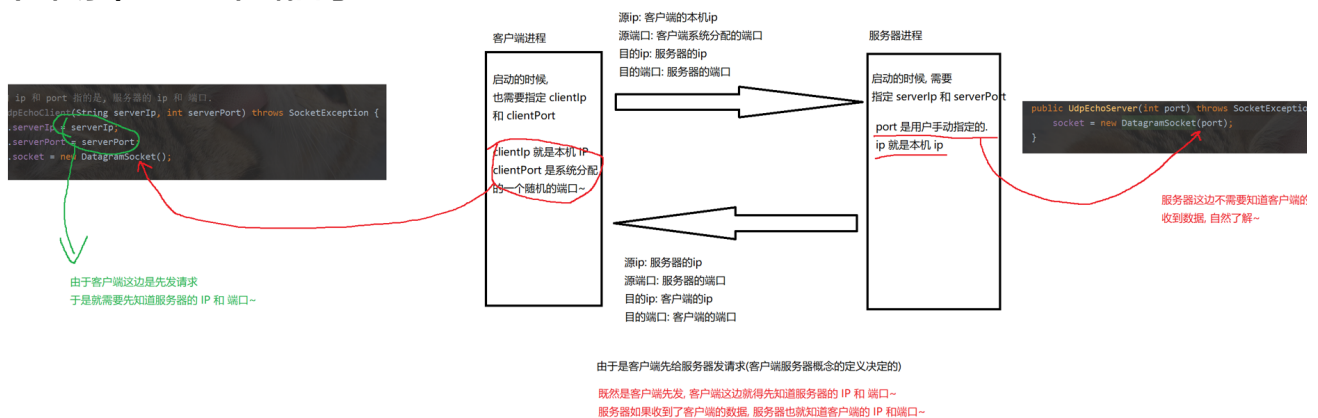 ip 和 port 指的是, 服务器的 ip 和 端口.
dpEchoClient(String serverIp, int serverPort) throws SocketException {
.serverIp = serverIp;
.serverPort = serverPort
.socket = new DatagramSocket();
由于客户端这边是先发请求
于是就需要先知道服务器的 IP 和 端口~
客户端进程
启动的时候,
也需要指定 clientIp
和 clientPort
clientIp 就是本机 IP
clientPort 是系统分配
的一个随机的端口~
源ip: 客户端的本机ip
源端口: 客户端系统分配的端口
目的ip: 服务器的ip
目的端口: 服务器的端口
源ip: 服务器的ip
源端口: 服务器的端口
目的ip: 客户端的ip
目的端口: 客户端的端口
服务器进程
启动的时候, 需要
指定 serverIp 和 serverPort
port 是用户手动指定的.
ip 就是本机 ip
public UdpEchoServer(int port) throws SocketExceptio
socket = new DatagramSocket(port);
}
服务器这边不需要知道客户端的
收到数据, 自然了解~
由于是客户端先给服务器发请求(客户端服务器概念的定义决定的)
既然是客户端先发, 客户端这边就得先知道服务器的 IP 和 端口~
服务器如果收到了客户端的数据, 服务器也就知道客户端的 IP 和端口~